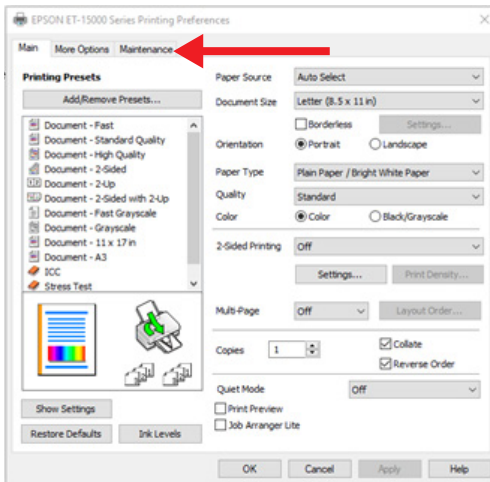 EPSON ET-15000 Series Printing Preferences
Main More Options Maintenance
Printing Presets
Add/Remove Presets...
Document - Fast
Document - Standard Quality
Document - High Quality
Document - 2-Sided
Document - 2-Up
Document - 2-Sided with 2-Up
Document - Fast Grayscale
Document - Grayscale
Document - 11 x 17 in
Document - A3
ICC
Stress Test
Show Settings
Restore Defaults Ink Levels
Paper Source Auto Select
Document Size Letter (8.5 x 11 in)
Borderless Settings...
Orientation Portrait Landscape
Paper Type Plain Paper / Bright White Paper
Quality Standard
Color Color Black/Grayscale
2-Sided Printing Off
Settings... Print Density...
Multi-Page Off Layout Order...
Copies 1 Collate
Reverse Order
Quiet Mode Off
Print Preview
Job Arranger Lite
OK Cancel Apply Help